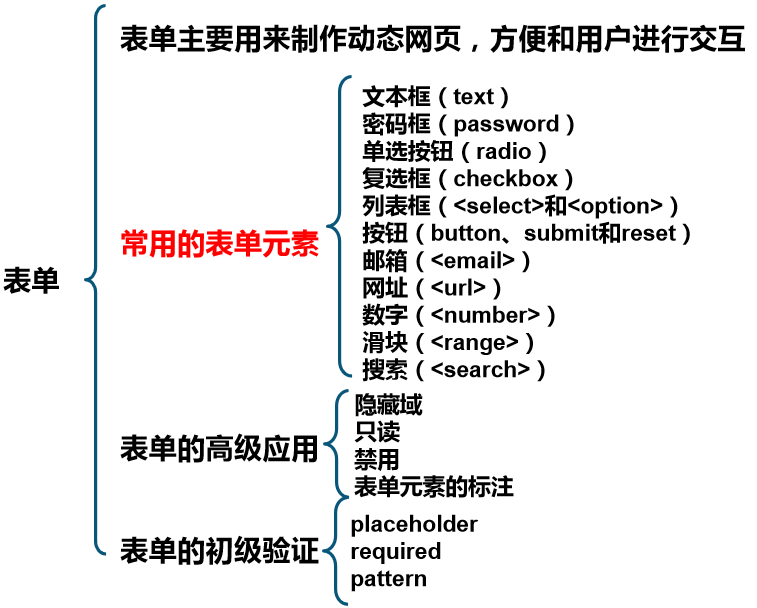 表单
表单主要用来制作动态网页，方便和用户进行交互
常用的表单元素
文本框（text）
密码框（password）
单选按钮（radio）
复选框（checkbox）
列表框（<select>和<option>）
按钮（button、submit和reset）
邮箱（<email>）
网址（<url>）
数字（<number>）
滑块（<range>）
搜索（<search>）
表单的高级应用
隐藏域
只读
禁用
表单元素的标注
表单的初级验证
placeholder
required
pattern